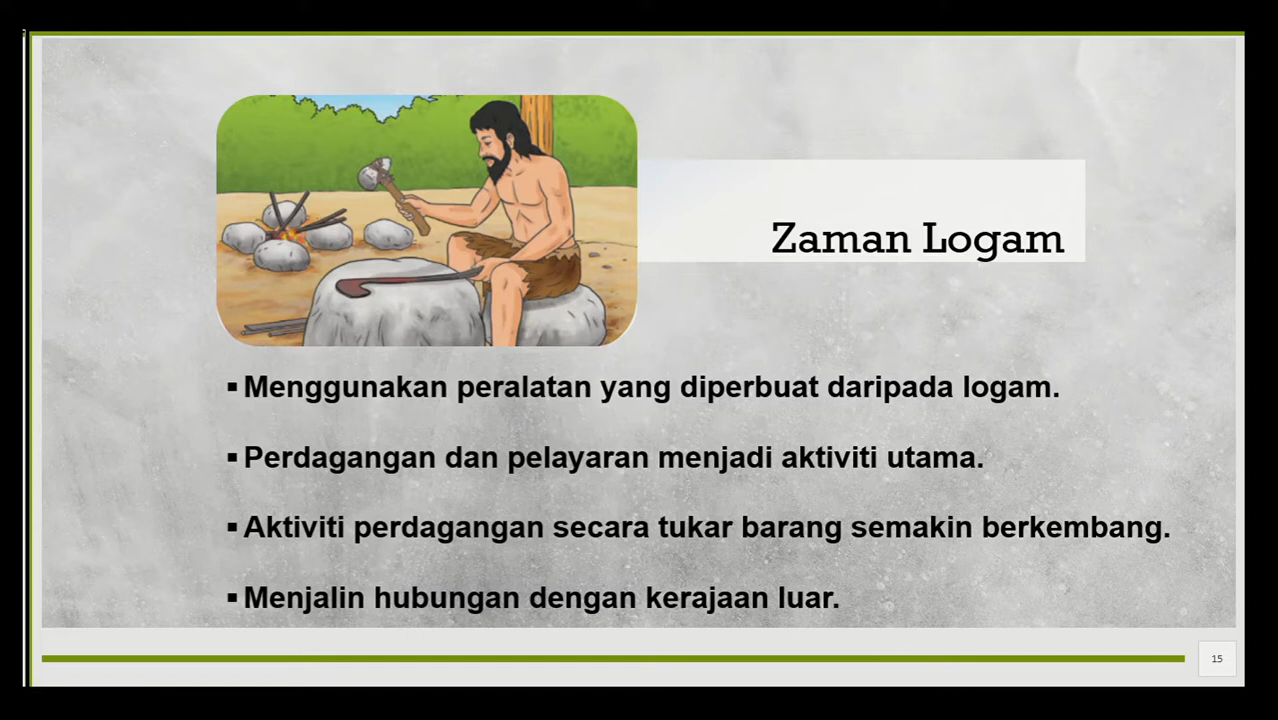 Zaman Logam
▪ Menggunakan peralatan yang diperbuat daripada logam.
▪ Perdagangan dan pelayaran menjadi aktiviti utama.
▪ Aktiviti perdagangan secara tukar barang semakin berkembang.
▪ Menjalin hubungan dengan kerajaan luar.
15